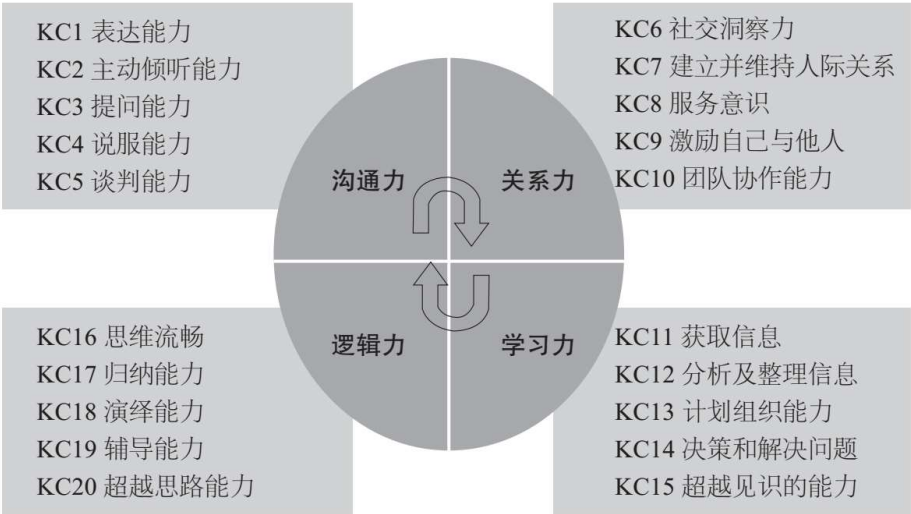 KC1 表达能力
KC2 主动倾听能力
KC3 提问能力
KC4 说服能力
KC5 谈判能力
KC6 社交洞察力
KC7 建立并维持人际关系
KC8 服务意识
KC9 激励自己与他人
KC10 团队协作能力
沟通力
关系力
逻辑力
学习力
KC16 思维流畅
KC17 归纳能力
KC18 演绎能力
KC19 辅导能力
KC20 超越思路能力
KC11 获取信息
KC12 分析及整理信息
KC13 计划组织能力
KC14 决策和解决问题
KC15 超越见识的能力